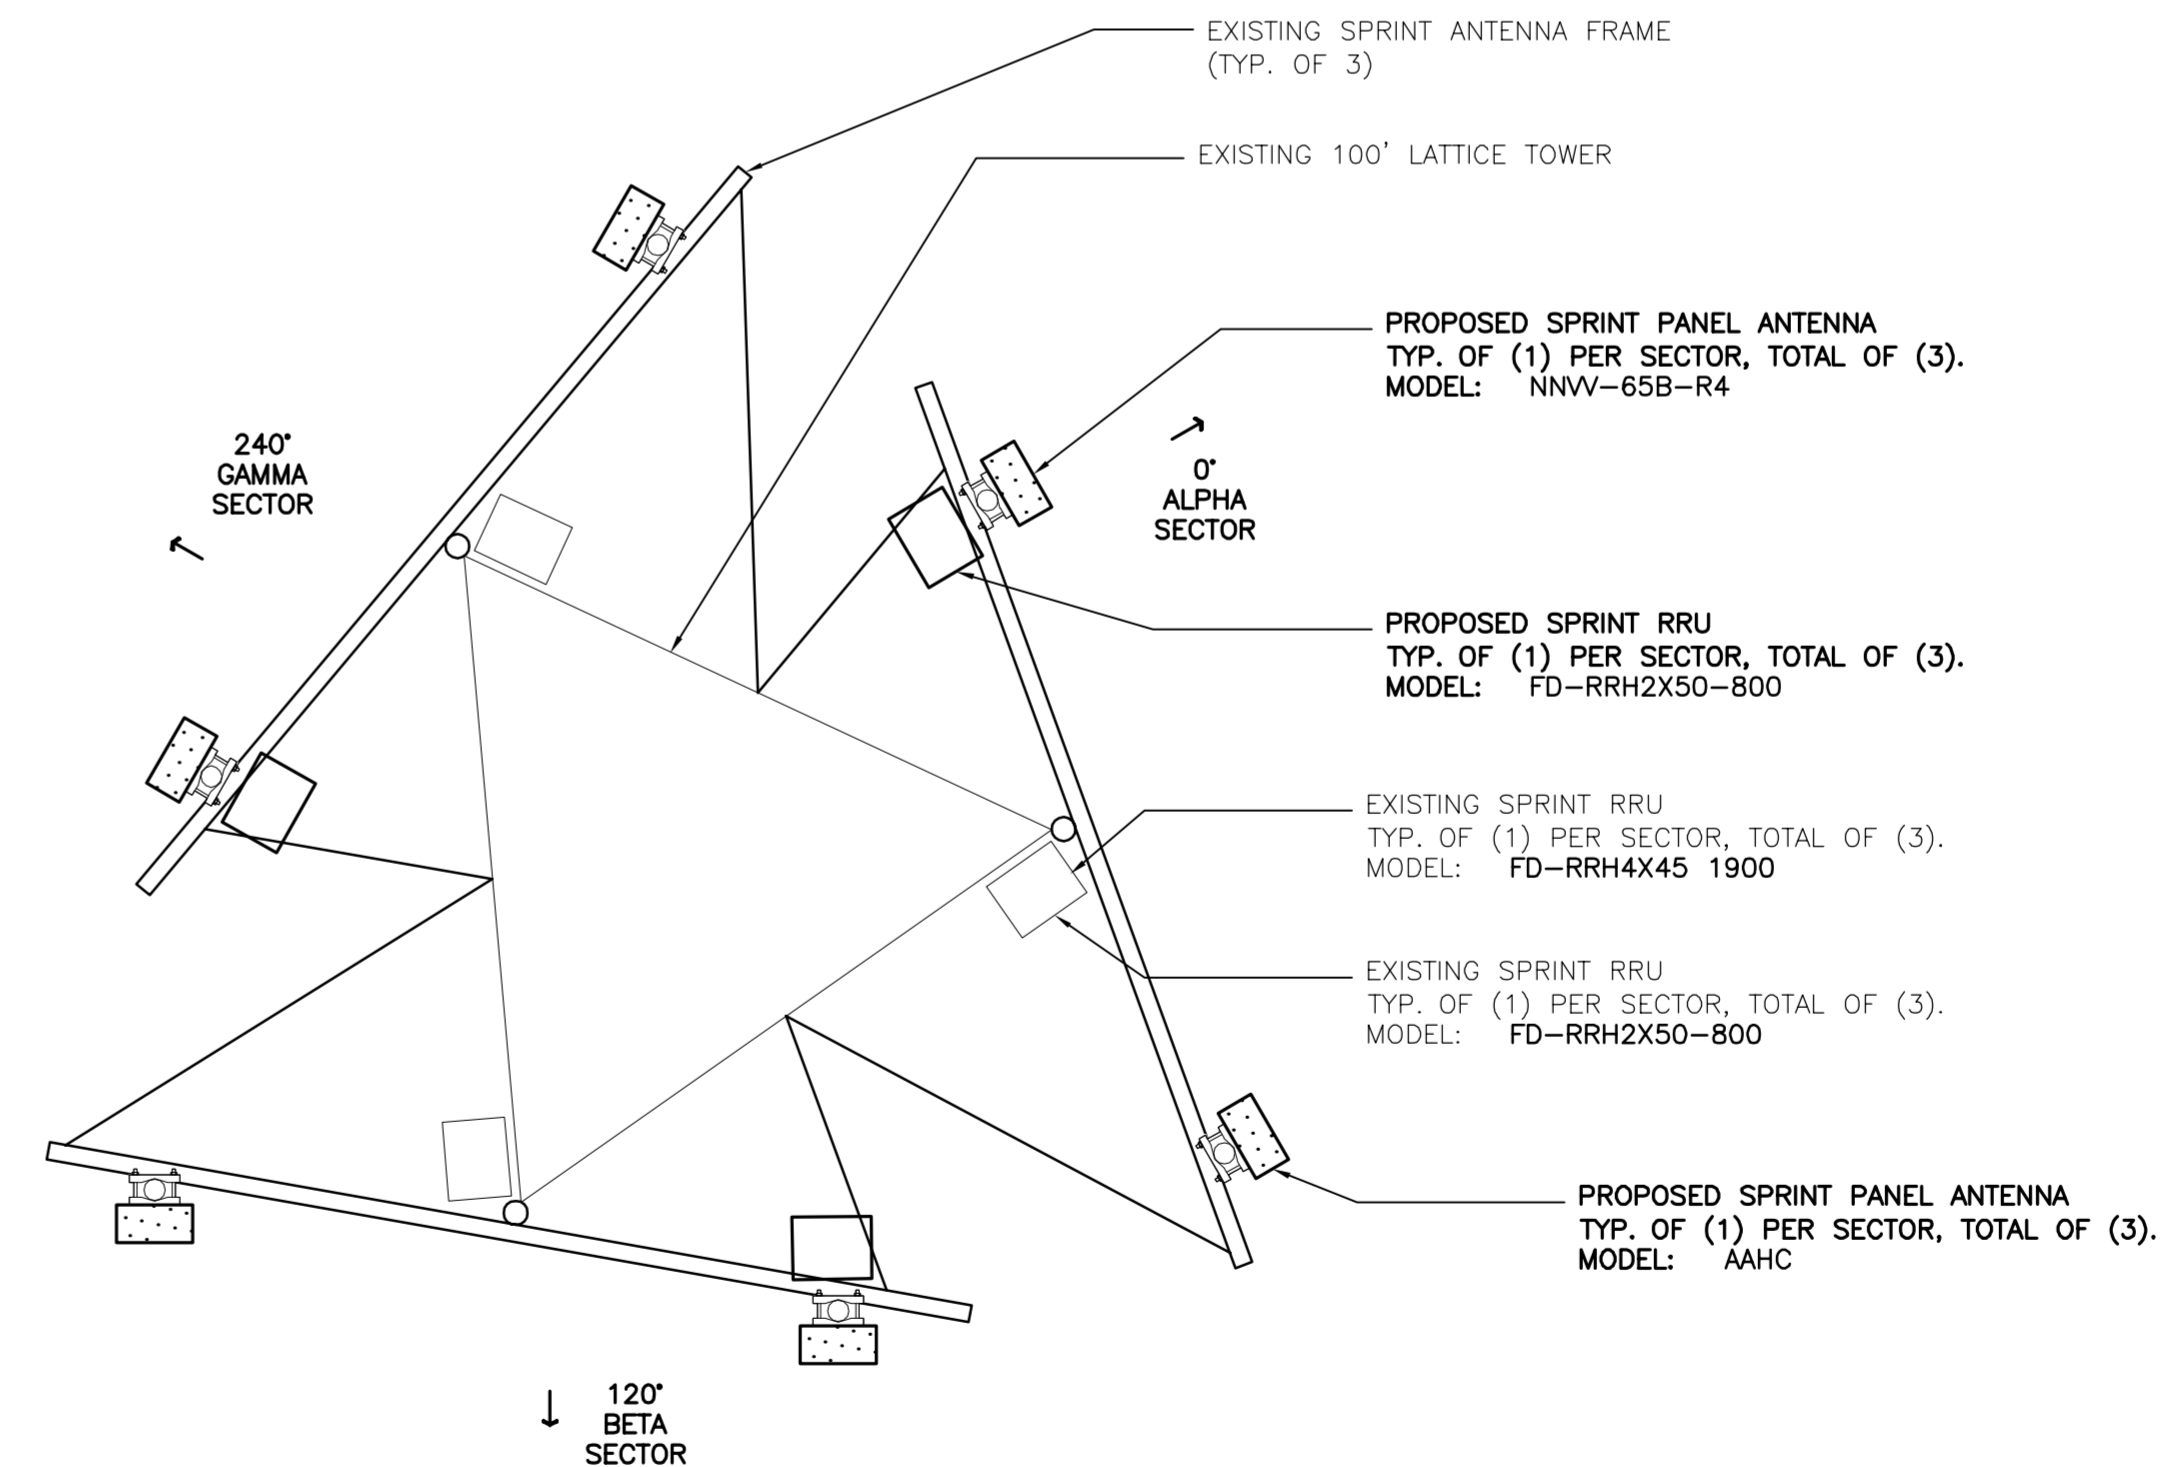 EXISTING SPRINT ANTENNA FRAME
(TYP. OF 3)
EXISTING 100' LATTICE TOWER
PROPOSED SPRINT PANEL ANTENNA
TYP. OF (1) PER SECTOR, TOTAL OF (3).
MODEL: NNVV-65B-R4
240°
GAMMA
SECTOR
0°
ALPHA
SECTOR
PROPOSED SPRINT RRU
TYP. OF (1) PER SECTOR, TOTAL OF (3).
MODEL: FD-RRH2X50-800
EXISTING SPRINT RRU
TYP. OF (1) PER SECTOR, TOTAL OF (3).
MODEL: FD-RRH4X45 1900
EXISTING SPRINT RRU
TYP. OF (1) PER SECTOR, TOTAL OF (3).
MODEL: FD-RRH2X50-800
PROPOSED SPRINT PANEL ANTENNA
TYP. OF (1) PER SECTOR, TOTAL OF (3).
MODEL: AAHC
120°
BETA
SECTOR